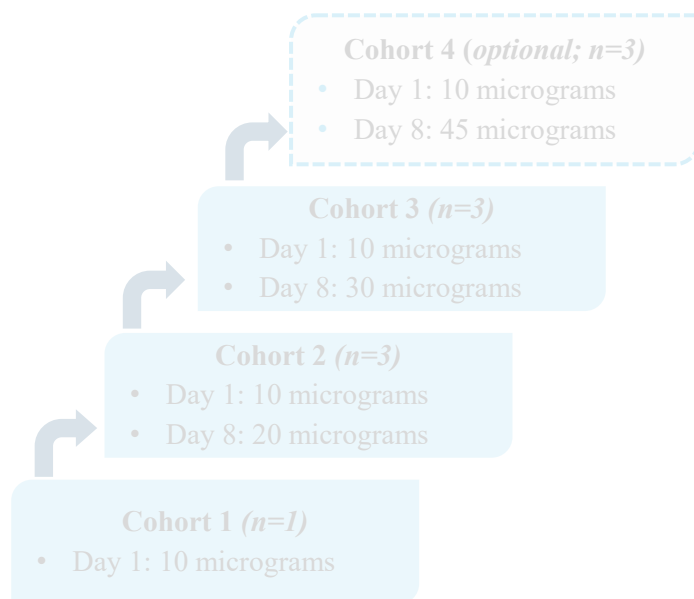 Cohort 4 (optional; n=3)
• Day 1: 10 micrograms
• Day 8: 45 micrograms
Cohort 3 (n=3)
• Day 1: 10 micrograms
• Day 8: 30 micrograms
Cohort 2 (n=3)
• Day 1: 10 micrograms
• Day 8: 20 micrograms
Cohort 1 (n=1)
• Day 1: 10 micrograms